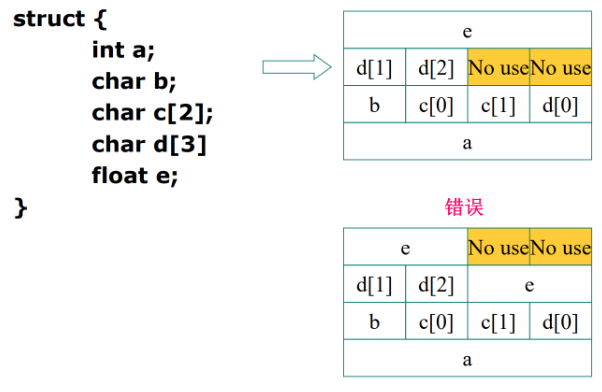 struct {
int a;
char b;
char c[2];
char d[3]
float e;
}
e
d[1] d[2] No use No use
b c[0] c[1] d[0]
a
错误
e No use No use
d[1] d[2] e
b c[0] c[1] d[0]
a